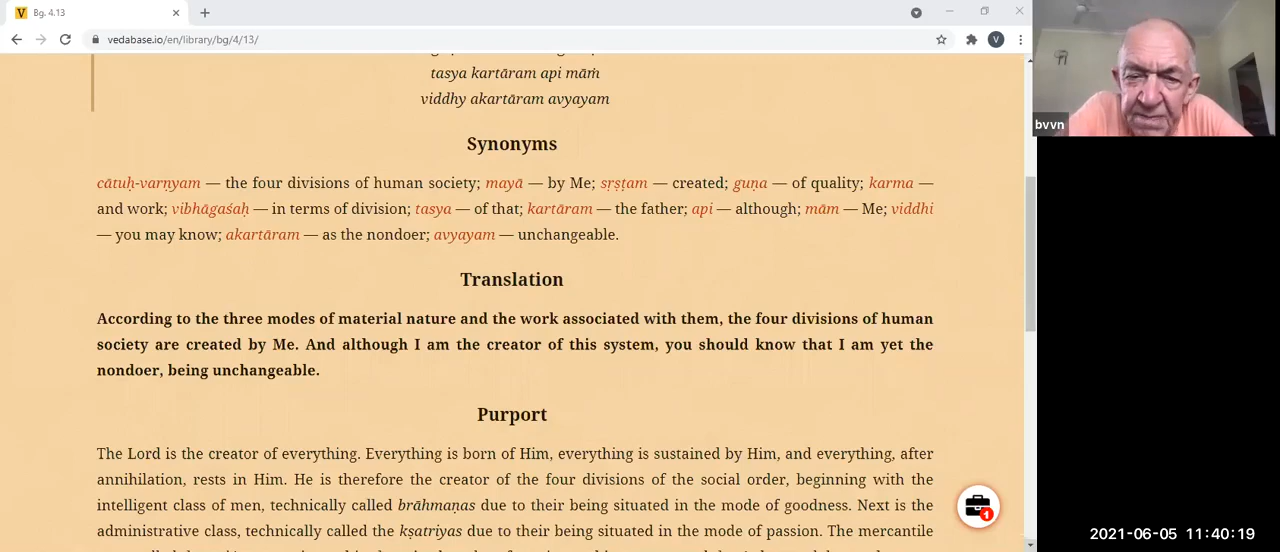 Bg. 4.13
vedabase.io/en/library/bg/4/13/
V
tasya kartāram api māṁ
viddhy akartāram avyayam
bvvn
Synonyms
cātuḥ-varṇyam — the four divisions of human society; mayā — by Me; sṛṣṭam — created; guṇa — of quality; karma —
and work; vibhāgaśaḥ — in terms of division; tasya — of that; kartāram — the father; api — although; mām — Me; viddhi
— you may know; akartāram — as the nondoer; avyayam — unchangeable.
Translation
According to the three modes of material nature and the work associated with them, the four divisions of human
society are created by Me. And although I am the creator of this system, you should know that I am yet the
nondoer, being unchangeable.
Purport
The Lord is the creator of everything. Everything is born of Him, everything is sustained by Him, and everything, after
annihilation, rests in Him. He is therefore the creator of the four divisions of the social order, beginning with the
intelligent class of men, technically called brāhmaṇas due to their being situated in the mode of goodness. Next is the
administrative class, technically called the kṣatriyas due to their being situated in the mode of passion. The mercantile
1
2021-06-05 11:40:19